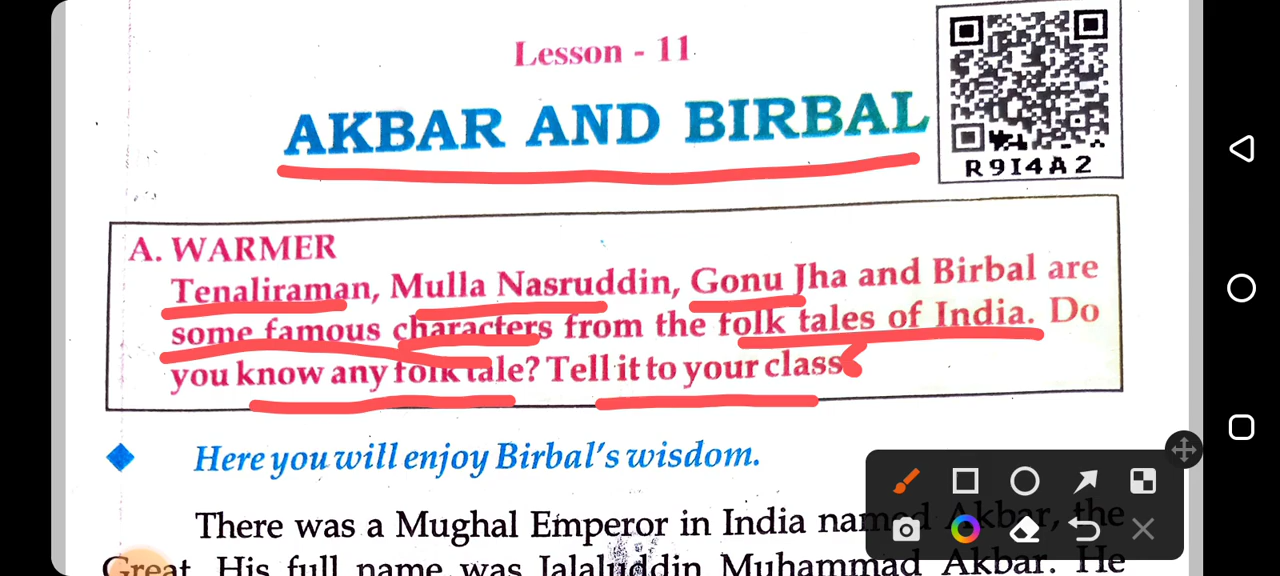 Lesson - 11
AKBAR AND BIRBAL
R9I4A2
A. WARMER
Tenaliraman, Mulla Nasruddin, Gonu Jha and Birbal are
some famous characters from the folk tales of India. Do
you know any folk tale? Tell it to your class
Here you will enjoy Birbal's wisdom.
There was a Mughal Emperor in India named Akbar, the
Great. His full name was Jalaluddin Muhammad Akbar. He